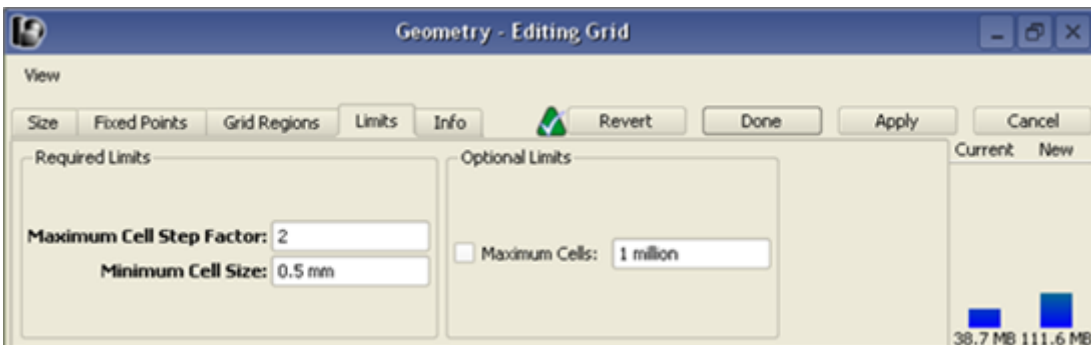 Geometry - Editing Grid
View
Size Fixed Points Grid Regions Limits Info Revert Done Apply Cancel
Required Limits Optional Limits Current New
Maximum Cell Step Factor: 2
Maximum Cells: 1 million
Minimum Cell Size: 0.5 mm
38.7 MB 111.6 MB